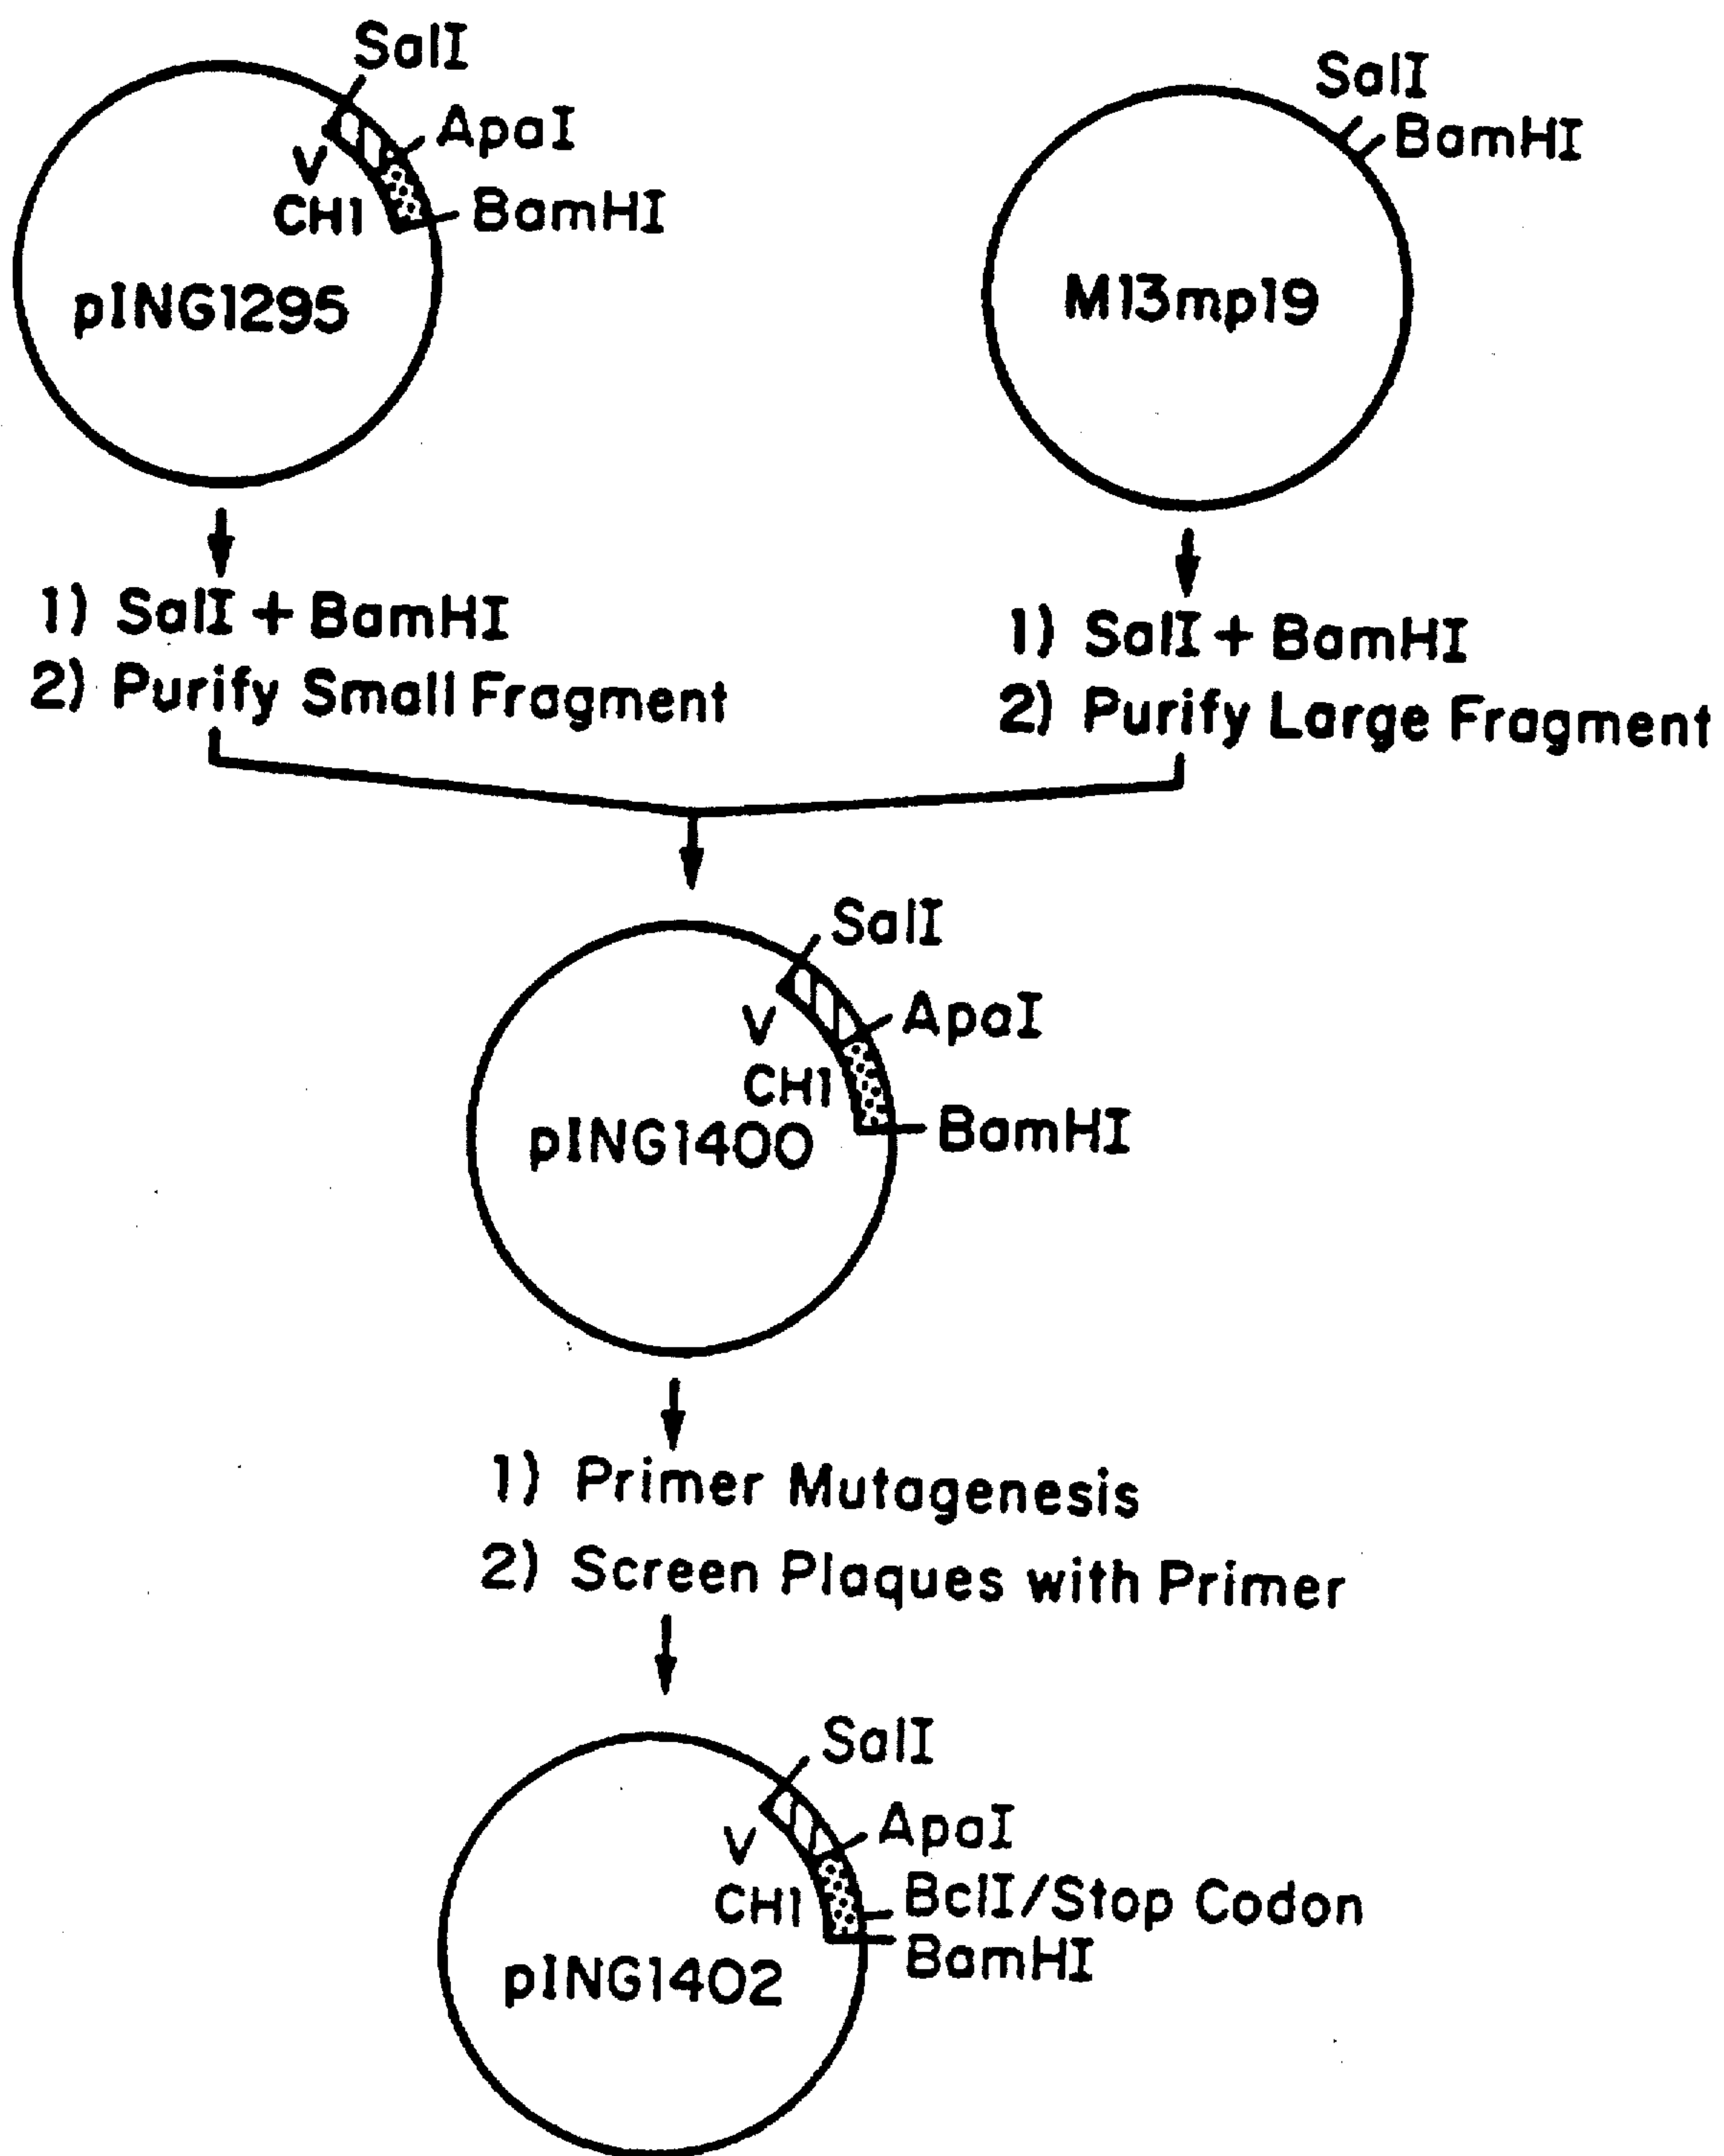 SalI
ApaI
V
CH1
BamHI
pING1295
SalI
BamHI
M13mp19
1) SalI + BamHI
2) Purify Small Fragment
1) SalI + BamHI
2) Purify Large Fragment
SalI
ApaI
V
CH1
BamHI
pING1400
1) Primer Mutagenesis
2) Screen Plaques with Primer
SalI
ApaI
V
BclI/Stop Codon
CH1
BamHI
pING1402